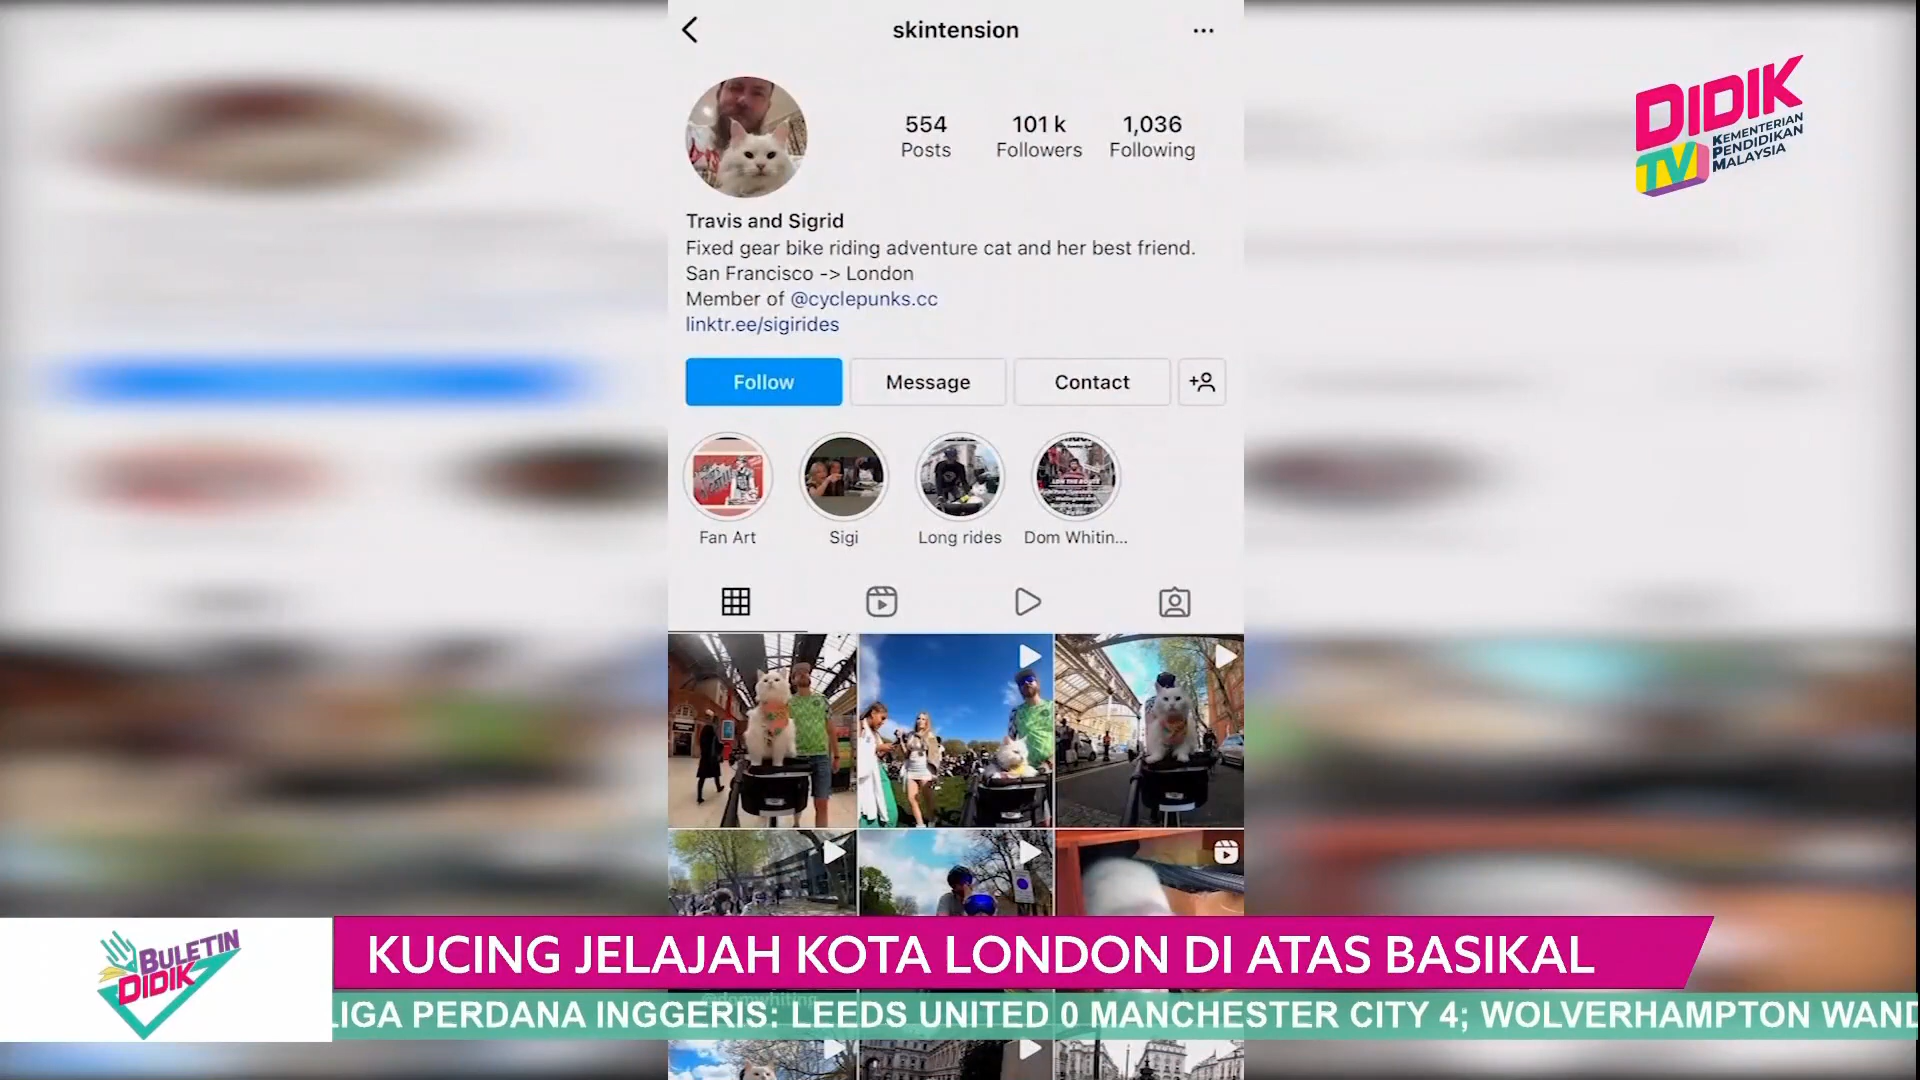 skintension
DIDIK
TV
KEMENTERIAN
PENDIDIKAN
MALAYSIA
554
Posts
101 k
Followers
1,036
Following
Travis and Sigrid
Fixed gear bike riding adventure cat and her best friend.
San Francisco -> London
Member of @cyclepunks.cc
linktr.ee/sigirides
Follow
Message
Contact
Fan Art
Sigi
Long rides
Dom Whitin...
BULETIN
DIDIK
KUCING JELAJAH KOTA LONDON DI ATAS BASIKAL
@domwhiting
LIGA PERDANA INGGERIS: LEEDS UNITED 0 MANCHESTER CITY 4; WOLVERHAMPTON WAND